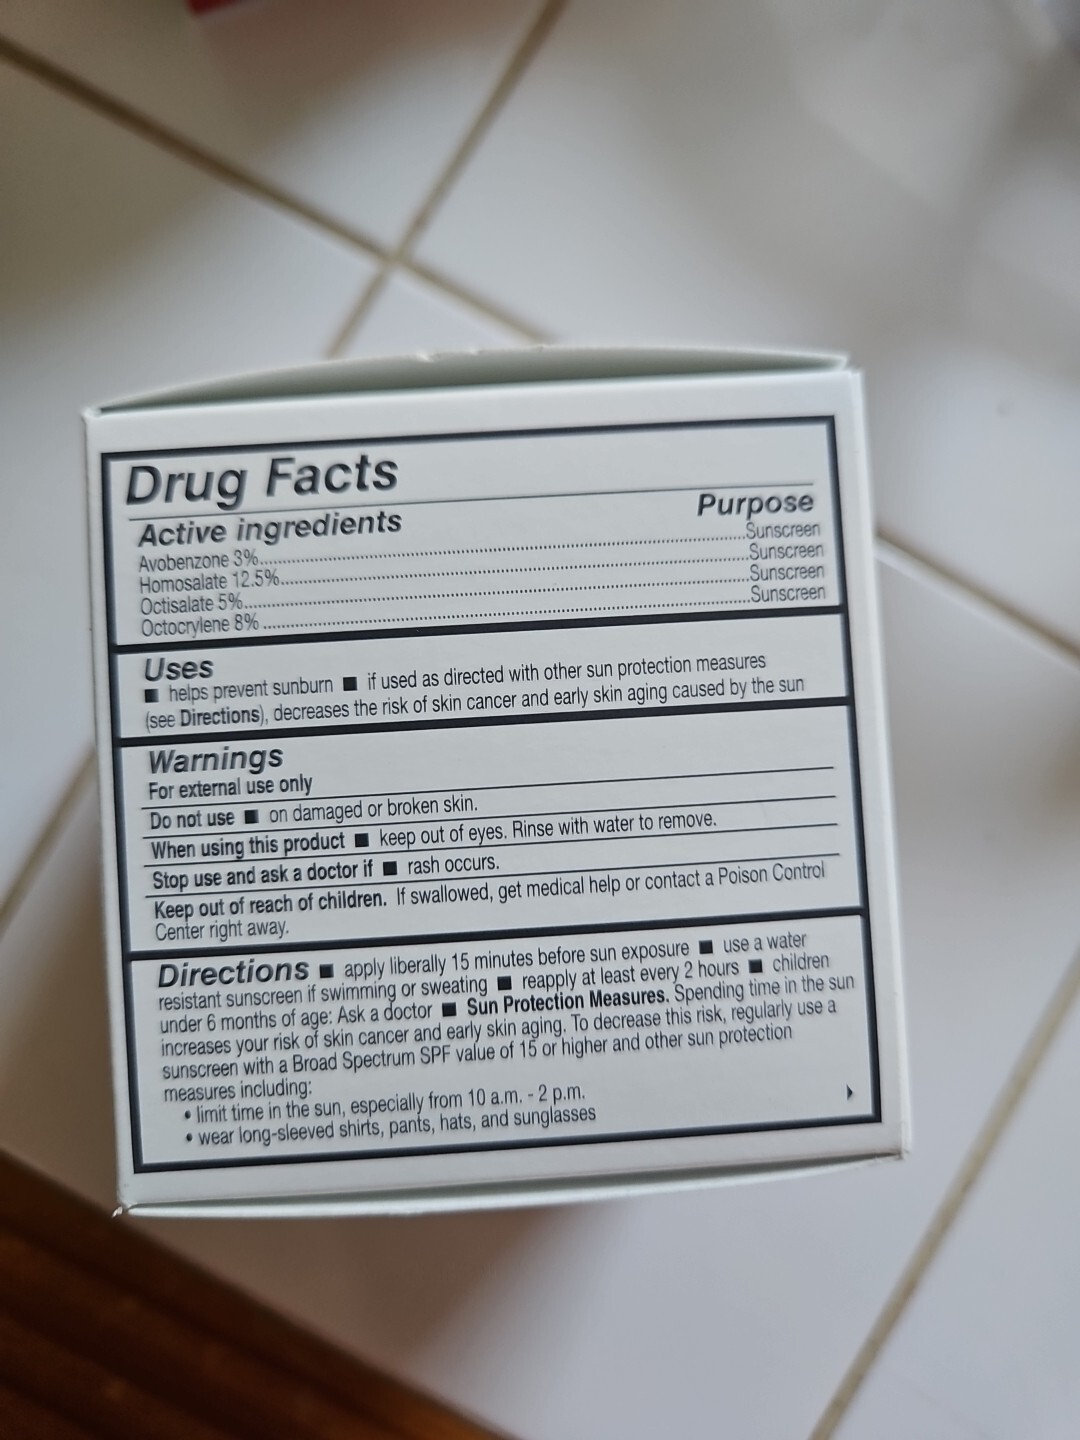 Drug Facts
Active ingredients Purpose
Avobenzone 3%..........Sunscreen
Homosalate 12.5%..........Sunscreen
Octisalate 5%..........Sunscreen
Octocrylene 8%..........Sunscreen
Uses
■ helps prevent sunburn ■ if used as directed with other sun protection measures
(see Directions), decreases the risk of skin cancer and early skin aging caused by the sun
Warnings
For external use only
Do not use ■ on damaged or broken skin.
When using this product ■ keep out of eyes. Rinse with water to remove.
Stop use and ask a doctor if ■ rash occurs.
Keep out of reach of children. If swallowed, get medical help or contact a Poison Control
Center right away.
Directions ■ apply liberally 15 minutes before sun exposure ■ use a water
resistant sunscreen if swimming or sweating ■ reapply at least every 2 hours ■ children
under 6 months of age: Ask a doctor ■ Sun Protection Measures. Spending time in the sun
increases your risk of skin cancer and early skin aging. To decrease this risk, regularly use a
sunscreen with a Broad Spectrum SPF value of 15 or higher and other sun protection
measures including:
• limit time in the sun, especially from 10 a.m. - 2 p.m.
• wear long-sleeved shirts, pants, hats, and sunglasses